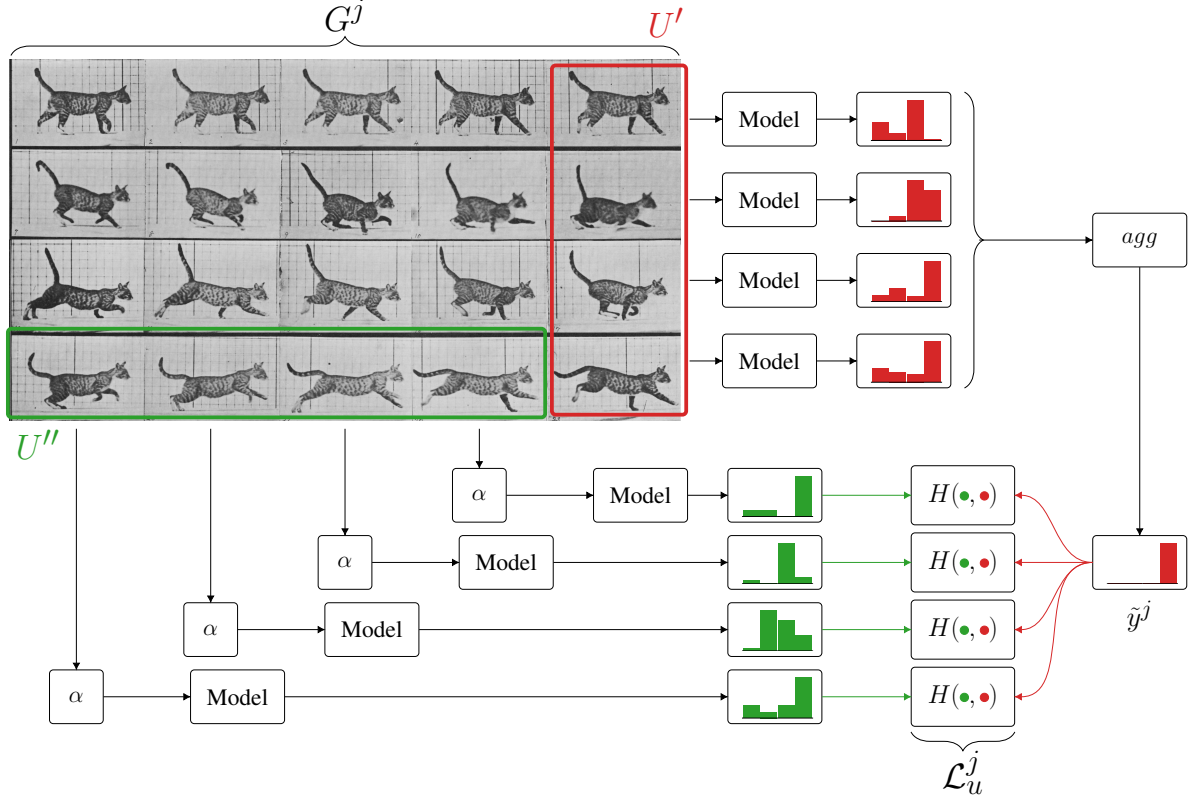 G^j
U′
Model
Model
agg
Model
Model
U″
α
Model
H(•,•)
α
Model
H(•,•)
ỹ^j
α
Model
H(•,•)
α
Model
H(•,•)
ℒ_u^j